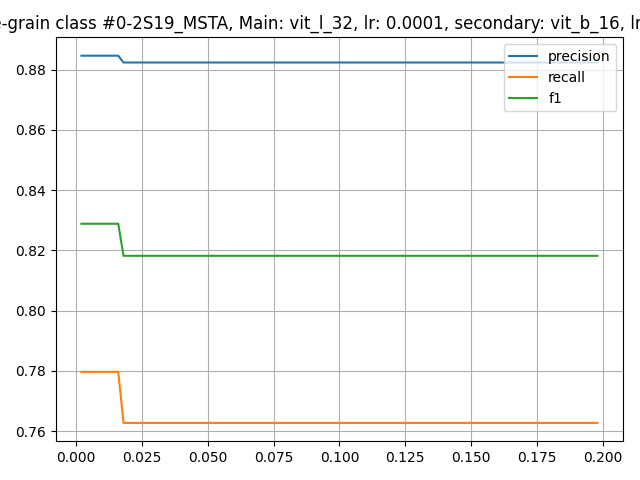 -grain class #0-2S19_MSTA, Main: vit_l_32, lr: 0.0001, secondary: vit_b_16, lr
precision
recall
f1
0.88
0.86
0.84
0.82
0.80
0.78
0.76
0.000 0.025 0.050 0.075 0.100 0.125 0.150 0.175 0.200